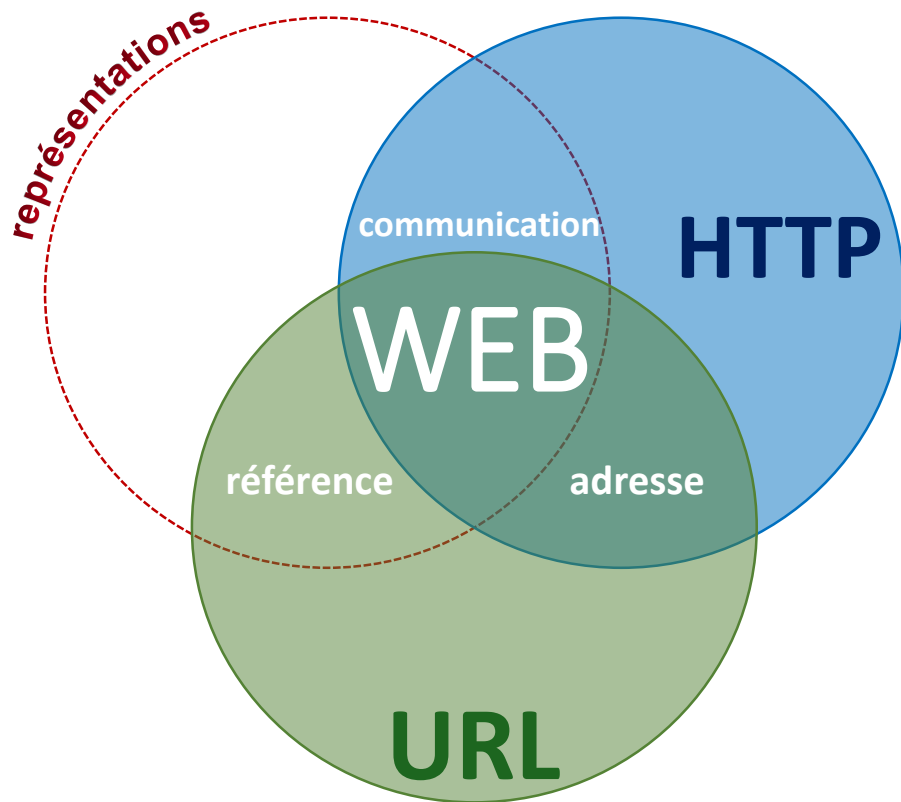 représentations
communication
HTTP
WEB
référence
adresse
URL